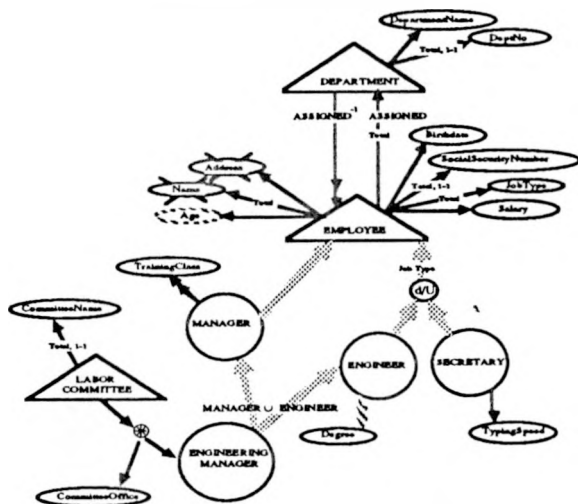 DepartmentName
Total, 1-1
DeptNo
DEPARTMENT
ASSIGNED -1
ASSIGNED
Total
Birthdate
Address
SocialSecurityNumber
Total, 1-1
Name
Total
JobType
Total
Age
Salary
EMPLOYEE
TrainingClass
Job Type
d/U
CommitteeName
MANAGER
Total, 1-1
ENGINEER
SECRETARY
LABOR
COMMITTEE
MANAGER ∪ ENGINEER
Degree
TypingSpeed
ENGINEERING
MANAGER
CommitteeOffice